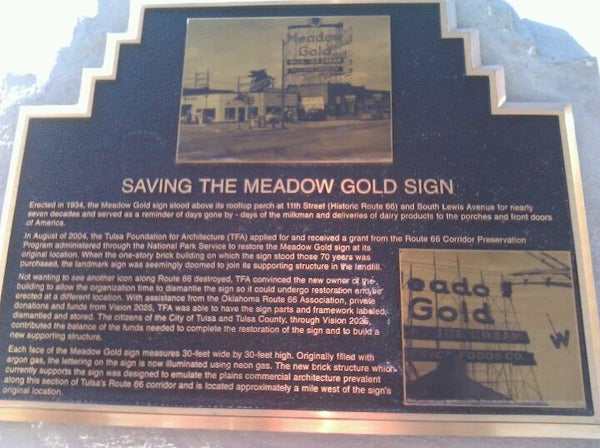 Meadow
Gold
MILK ICE CREAM
SAVING THE MEADOW GOLD SIGN
Erected in 1934, the Meadow Gold sign stood above its rooftop perch at 11th Street (Historic Route 66) and South Lewis Avenue for nearly
seven decades and served as a reminder of days gone by - days of the milkman and deliveries of dairy products to the porches and front doors
of America.
In August of 2004, the Tulsa Foundation for Architecture (TFA) applied for and received a grant from the Route 66 Corridor Preservation
Program administered through the National Park Service to restore the Meadow Gold sign at its
original location. When the one-story brick building on which the sign stood those 70 years was
purchased, the landmark sign was seemingly doomed to join its supporting structure in the landfill.
Not wanting to see another icon along Route 66 destroyed, TFA convinced the new owner of the
building to allow the organization time to dismantle the sign so it could undergo restoration and be
erected at a different location. With assistance from the Oklahoma Route 66 Association, private
donations and funds from Vision 2025, TFA was able to have the sign parts and framework labeled,
dismantled and stored. The citizens of the City of Tulsa and Tulsa County, through Vision 2025,
contributed the balance of the funds needed to complete the restoration of the sign and to build a
new supporting structure.
Each face of the Meadow Gold sign measures 30-feet wide by 30-feet high. Originally filled with
argon gas, the lettering on the sign is now illuminated using neon gas. The new brick structure which
currently supports the sign was designed to emulate the plains commercial architecture prevalent
along this section of Tulsa's Route 66 corridor and is located approximately a mile west of the sign's
original location.
eado
Gold
CREAM
FOODS CO.
W